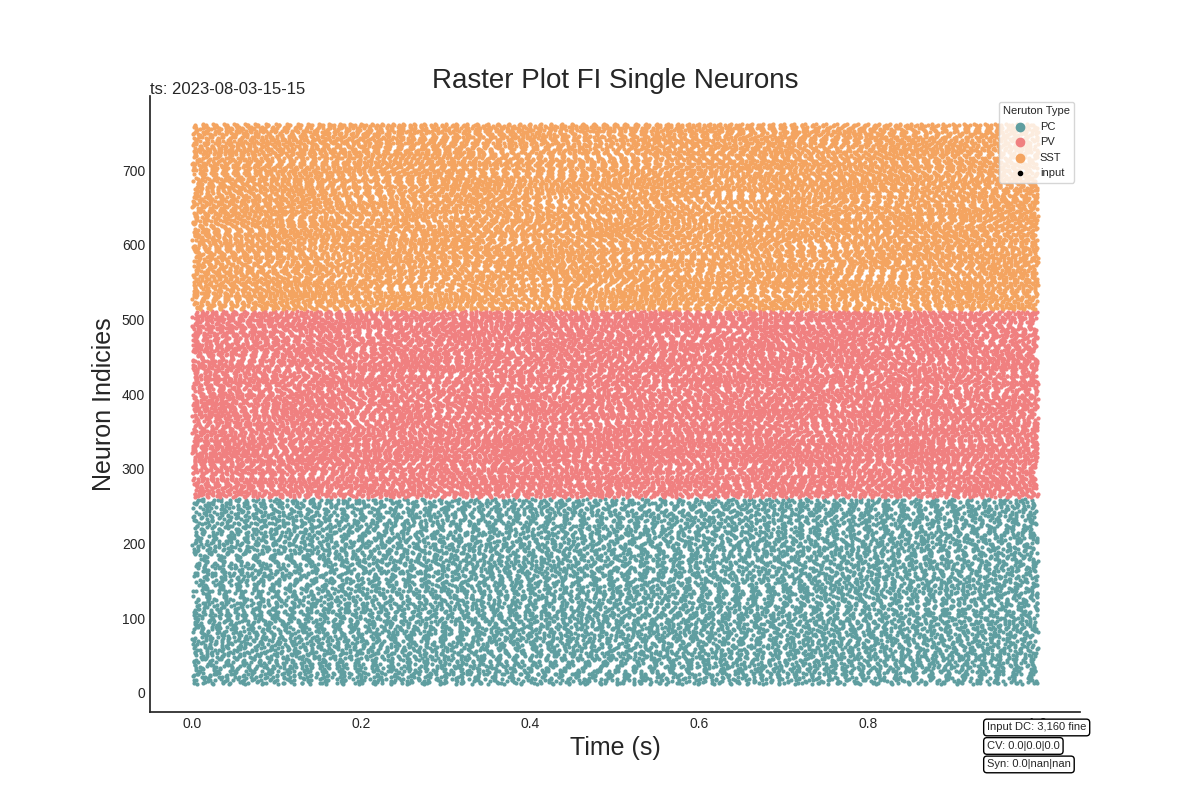 Raster Plot FI Single Neurons
ts: 2023-08-03-15-15
Neruton Type
PC
PV
SST
input
Neuron Indicies
700
600
500
400
300
200
100
0
0.0
0.2
0.4
0.6
0.8
Time (s)
Input DC: 3,160 fine
CV: 0.0|0.0|0.0
Syn: 0.0|nan|nan